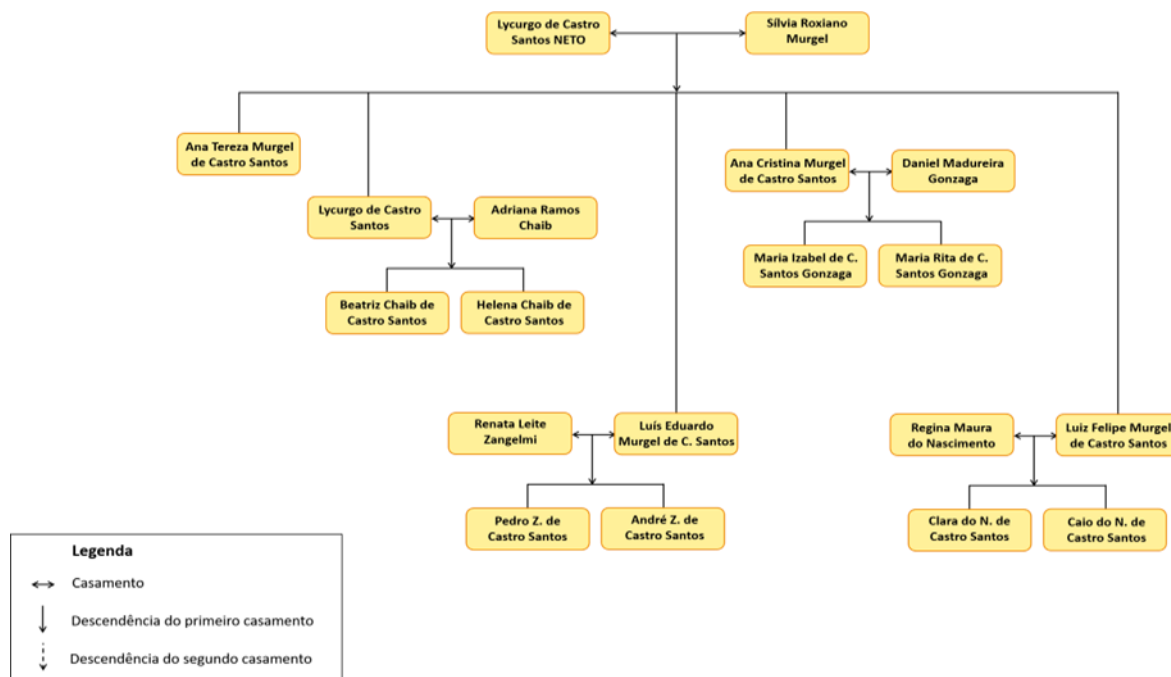 Lycurgo de Castro
Santos NETO
Sílvia Roxiano
Murgel
Ana Tereza Murgel
de Castro Santos
Ana Cristina Murgel
de Castro Santos
Daniel Madureira
Gonzaga
Lycurgo de Castro
Santos
Adriana Ramos
Chaib
Maria Izabel de C.
Santos Gonzaga
Maria Rita de C.
Santos Gonzaga
Beatriz Chaib de
Castro Santos
Helena Chaib de
Castro Santos
Renata Leite
Zangelmi
Luís Eduardo
Murgel de C. Santos
Regina Maura
do Nascimento
Luiz Felipe Murgel
de Castro Santos
Pedro Z. de
Castro Santos
André Z. de
Castro Santos
Clara do N. de
Castro Santos
Caio do N. de
Castro Santos
Legenda
Casamento
Descendência do primeiro casamento
Descendência do segundo casamento